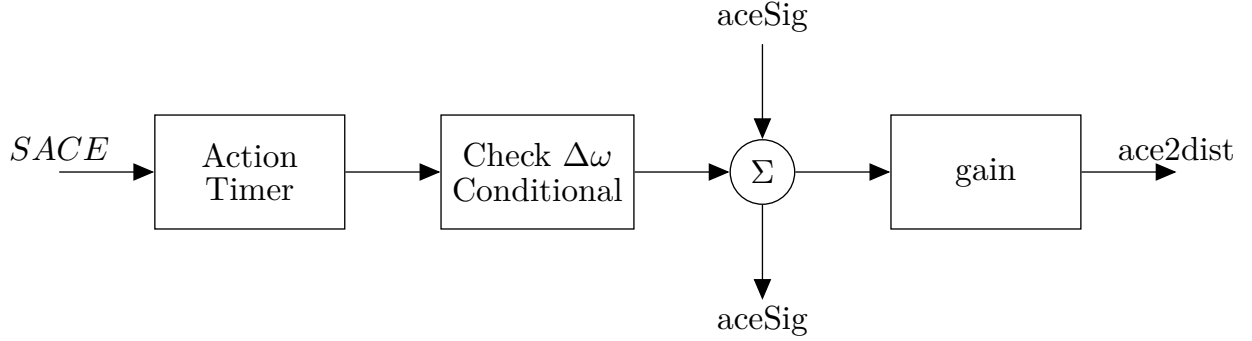 aceSig
SACE
Action
Timer
Check Δω
Conditional
Σ
gain
ace2dist
aceSig